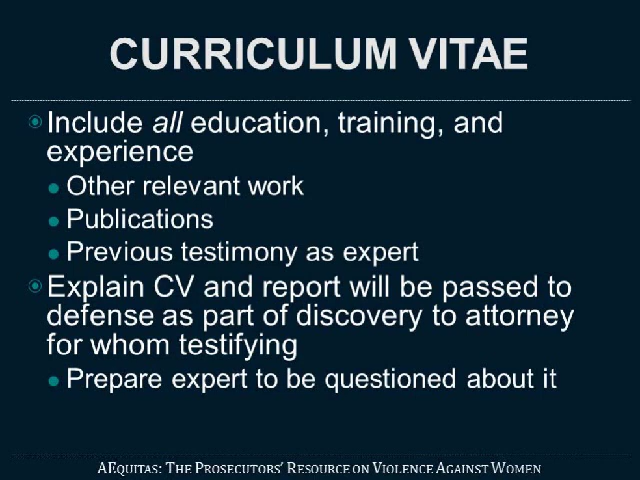 CURRICULUM VITAE
Include all education, training, and
experience
Other relevant work
Publications
Previous testimony as expert
Explain CV and report will be passed to
defense as part of discovery to attorney
for whom testifying
Prepare expert to be questioned about it
AEQUITAS: THE PROSECUTORS' RESOURCE ON VIOLENCE AGAINST WOMEN